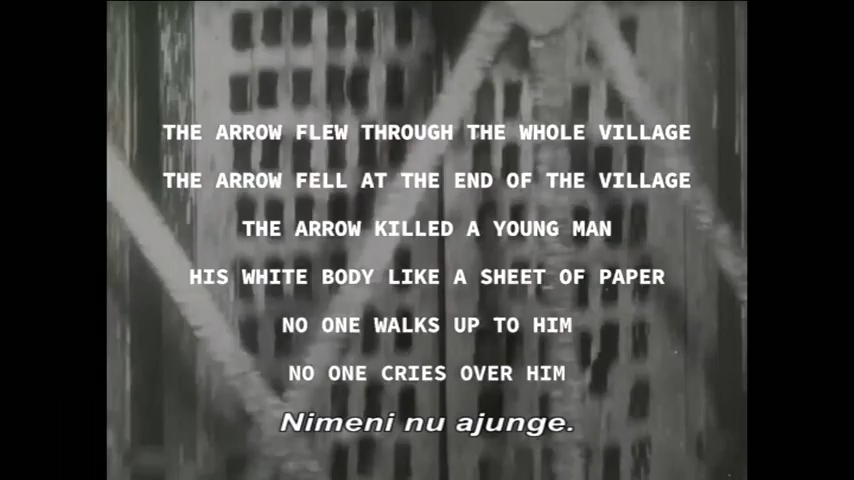 THE ARROW FLEW THROUGH THE WHOLE VILLAGE
THE ARROW FELL AT THE END OF THE VILLAGE
THE ARROW KILLED A YOUNG MAN
HIS WHITE BODY LIKE A SHEET OF PAPER
NO ONE WALKS UP TO HIM
NO ONE CRIES OVER HIM
Nimeni nu ajunge.